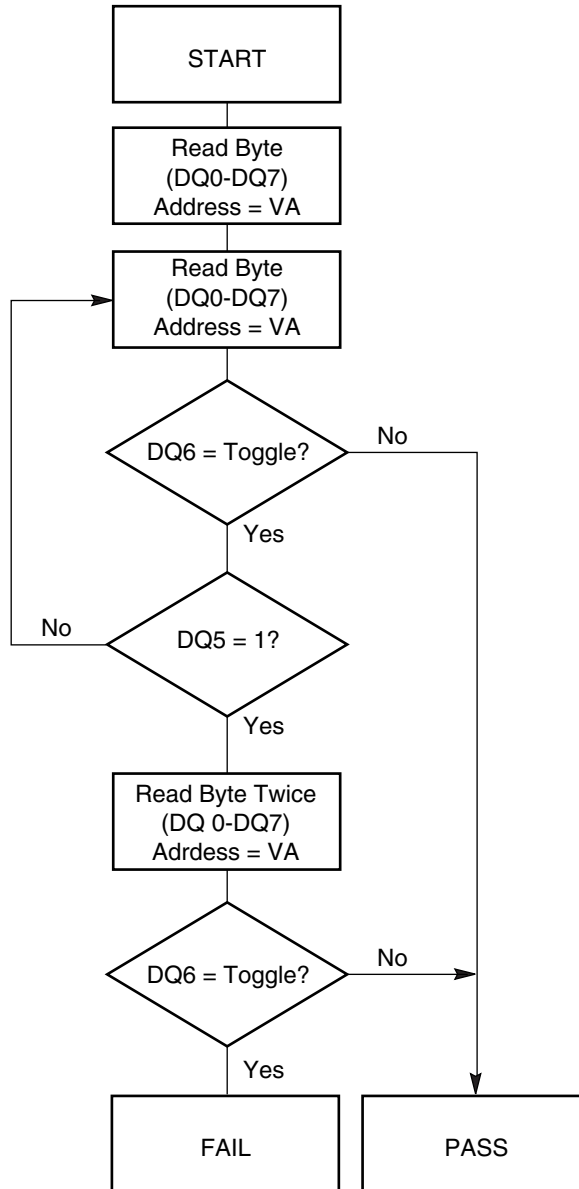 START
Read Byte
(DQ0-DQ7)
Address = VA
Read Byte
(DQ0-DQ7)
Address = VA
DQ6 = Toggle?
No
Yes
DQ5 = 1?
No
Yes
Read Byte Twice
(DQ 0-DQ7)
Adrdess = VA
DQ6 = Toggle?
No
Yes
FAIL
PASS